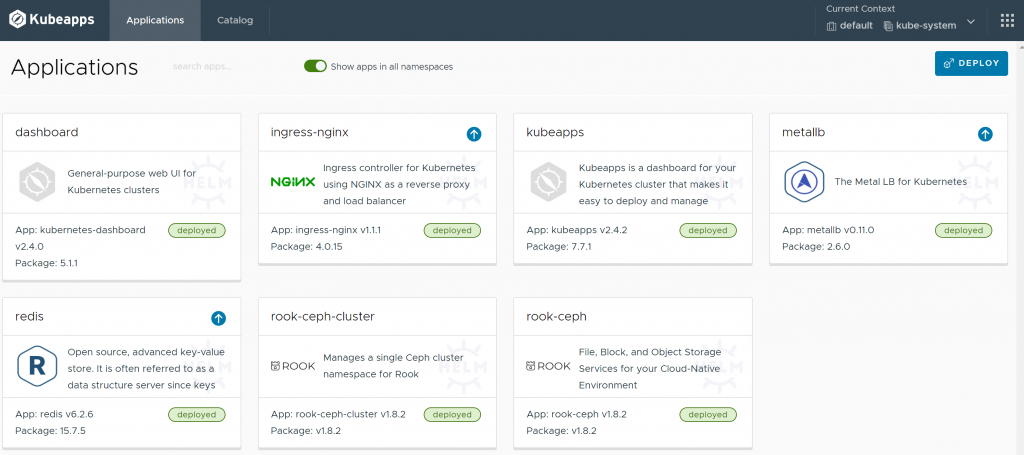 Kubeapps
Applications
Catalog
Current Context
default
kube-system
Applications
search apps...
Show apps in all namespaces
DEPLOY
dashboard
General-purpose web UI for
Kubernetes clusters
HELM
App: kubernetes-dashboard
v2.4.0
Package: 5.1.1
deployed
ingress-nginx
NGINX
Ingress controller for Kubernetes
using NGINX as a reverse proxy
and load balancer
HELM
App: ingress-nginx v1.1.1
Package: 4.0.15
deployed
kubeapps
Kubeapps is a dashboard for your
Kubernetes cluster that makes it
easy to deploy and manage
HELM
App: kubeapps v2.4.2
Package: 7.7.1
deployed
metallb
The Metal LB for Kubernetes
HELM
App: metallb v0.11.0
Package: 2.6.0
deployed
redis
R
Open source, advanced key-value
store. It is often referred to as a
data structure server since keys
HELM
App: redis v6.2.6
Package: 15.7.5
deployed
rook-ceph-cluster
ROOK
Manages a single Ceph cluster
namespace for Rook
HELM
App: rook-ceph-cluster v1.8.2
Package: v1.8.2
deployed
rook-ceph
ROOK
File, Block, and Object Storage
Services for your Cloud-Native
Environment
HELM
App: rook-ceph v1.8.2
Package: v1.8.2
deployed